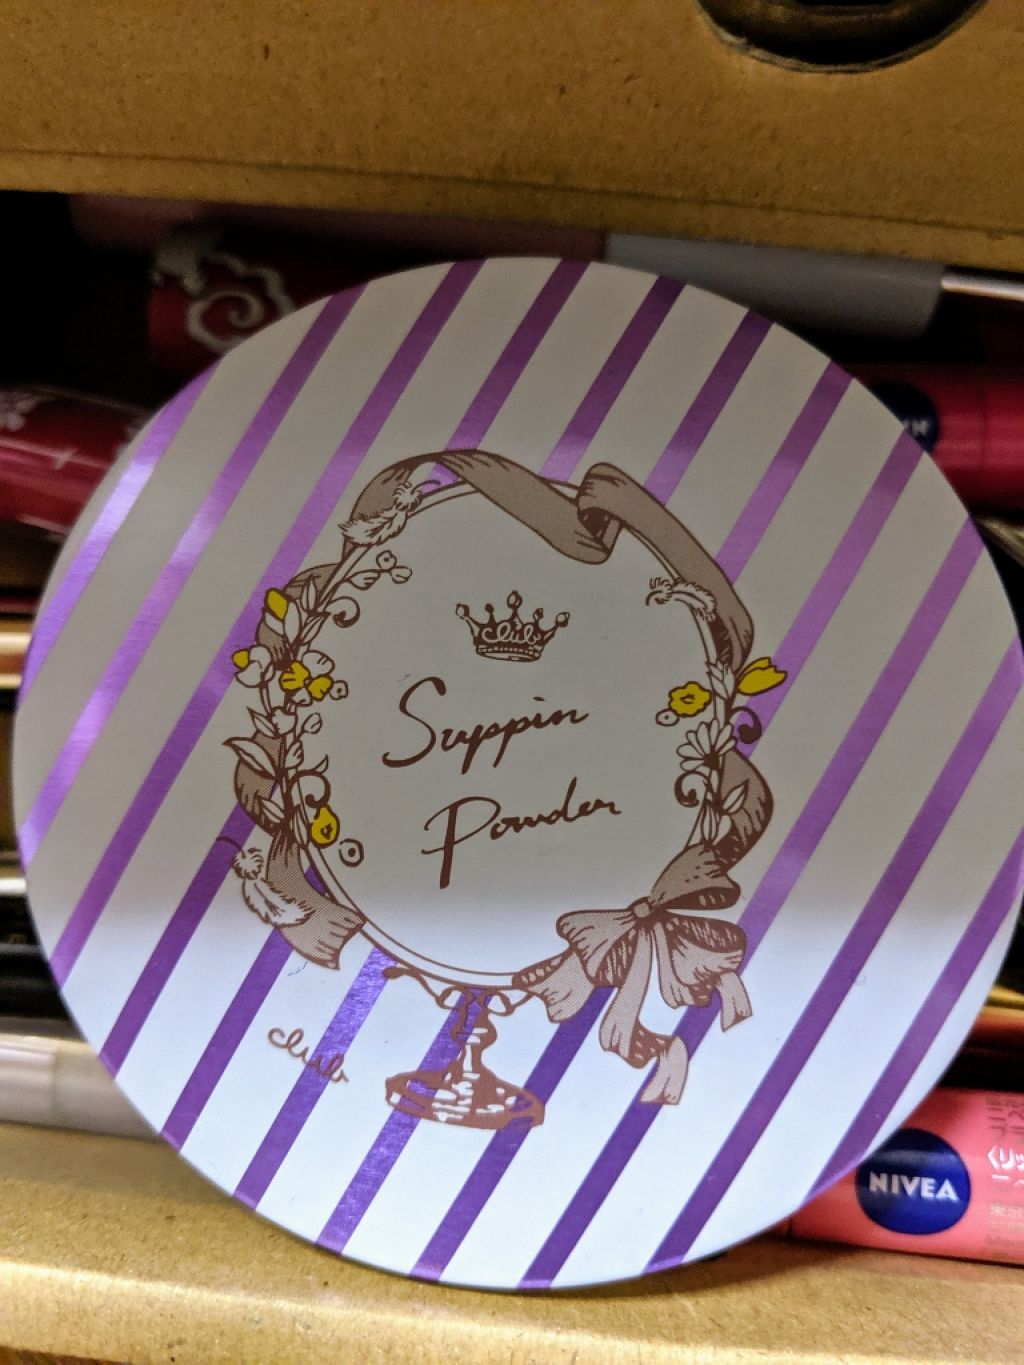 club
Suppin
Powder
club
NIVEA